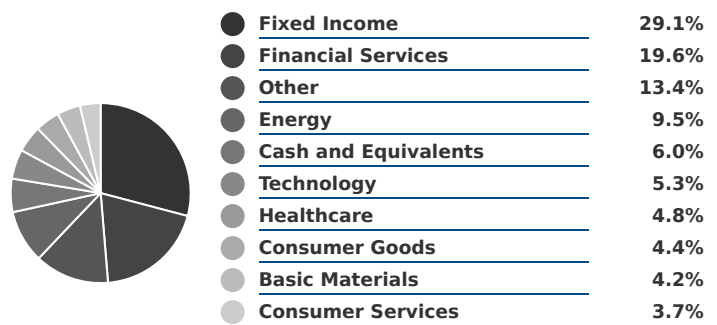 Fixed Income 29.1%
Financial Services 19.6%
Other 13.4%
Energy 9.5%
Cash and Equivalents 6.0%
Technology 5.3%
Healthcare 4.8%
Consumer Goods 4.4%
Basic Materials 4.2%
Consumer Services 3.7%